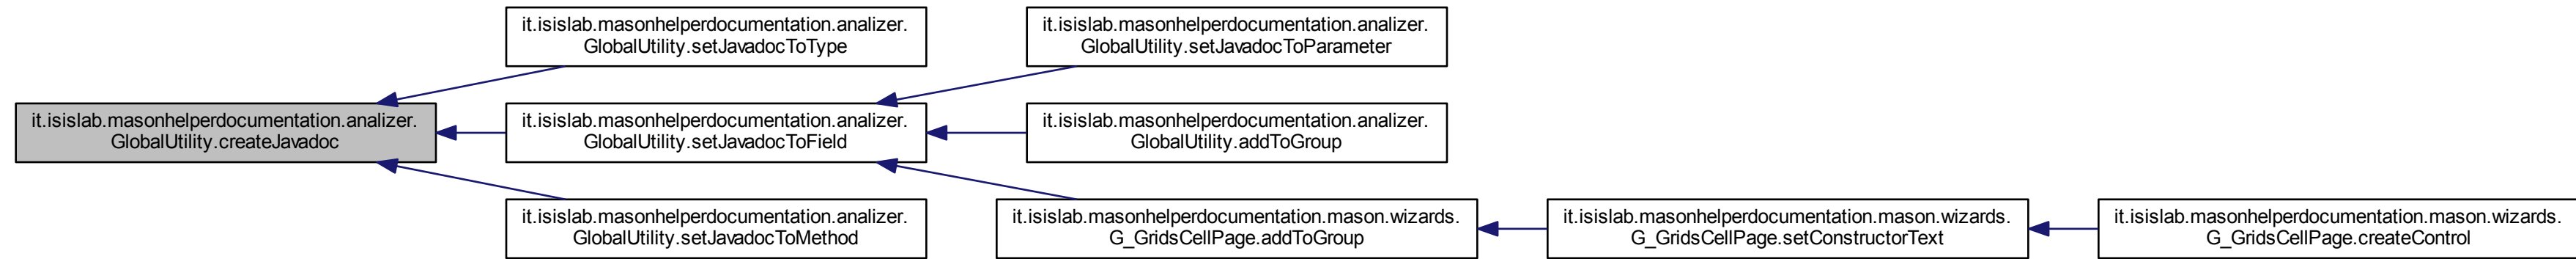 it.isislab.masonhelperdocumentation.analizer.
GlobalUtility.setJavadocToType
it.isislab.masonhelperdocumentation.analizer.
GlobalUtility.setJavadocToParameter
it.isislab.masonhelperdocumentation.analizer.
GlobalUtility.createJavadoc
it.isislab.masonhelperdocumentation.analizer.
GlobalUtility.setJavadocToField
it.isislab.masonhelperdocumentation.analizer.
GlobalUtility.addToGroup
it.isislab.masonhelperdocumentation.analizer.
GlobalUtility.setJavadocToMethod
it.isislab.masonhelperdocumentation.mason.wizards.
G_GridsCellPage.addToGroup
it.isislab.masonhelperdocumentation.mason.wizards.
G_GridsCellPage.setConstructorText
it.isislab.masonhelperdocumentation.mason.wizards.
G_GridsCellPage.createControl